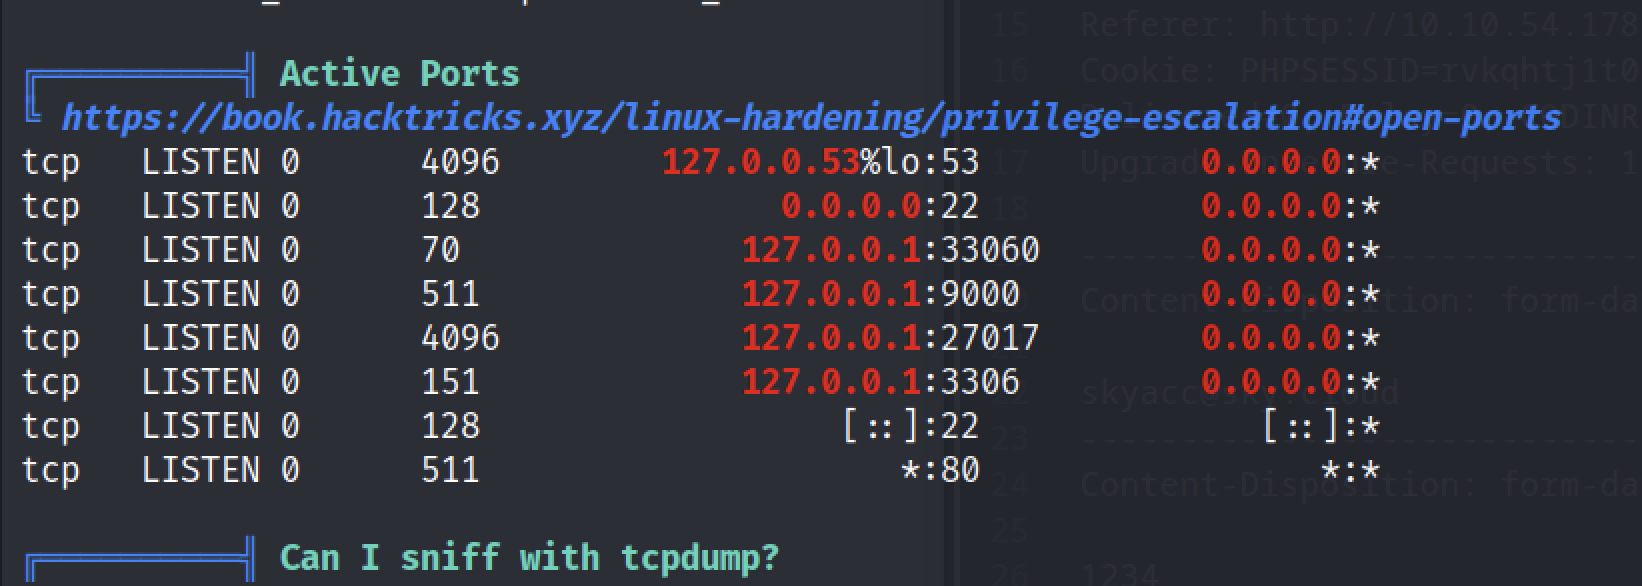 Active Ports
https://book.hacktricks.xyz/linux-hardening/privilege-escalation#open-ports
tcp LISTEN 0 4096 127.0.0.53%lo:53 0.0.0.0:*
tcp LISTEN 0 128 0.0.0.0:22 0.0.0.0:*
tcp LISTEN 0 70 127.0.0.1:33060 0.0.0.0:*
tcp LISTEN 0 511 127.0.0.1:9000 0.0.0.0:*
tcp LISTEN 0 4096 127.0.0.1:27017 0.0.0.0:*
tcp LISTEN 0 151 127.0.0.1:3306 0.0.0.0:*
tcp LISTEN 0 128 [::]:22 [::]:*
tcp LISTEN 0 511 *:80 *:*
Can I sniff with tcpdump?
15 Referer: http://10.10.54.178
16 Cookie: PHPSESSID=rvkqhtj1t0
17 -Requests: 1
18
Content-Disposition: form-da
23
24 Content-Disposition: form-da
25
26 1234